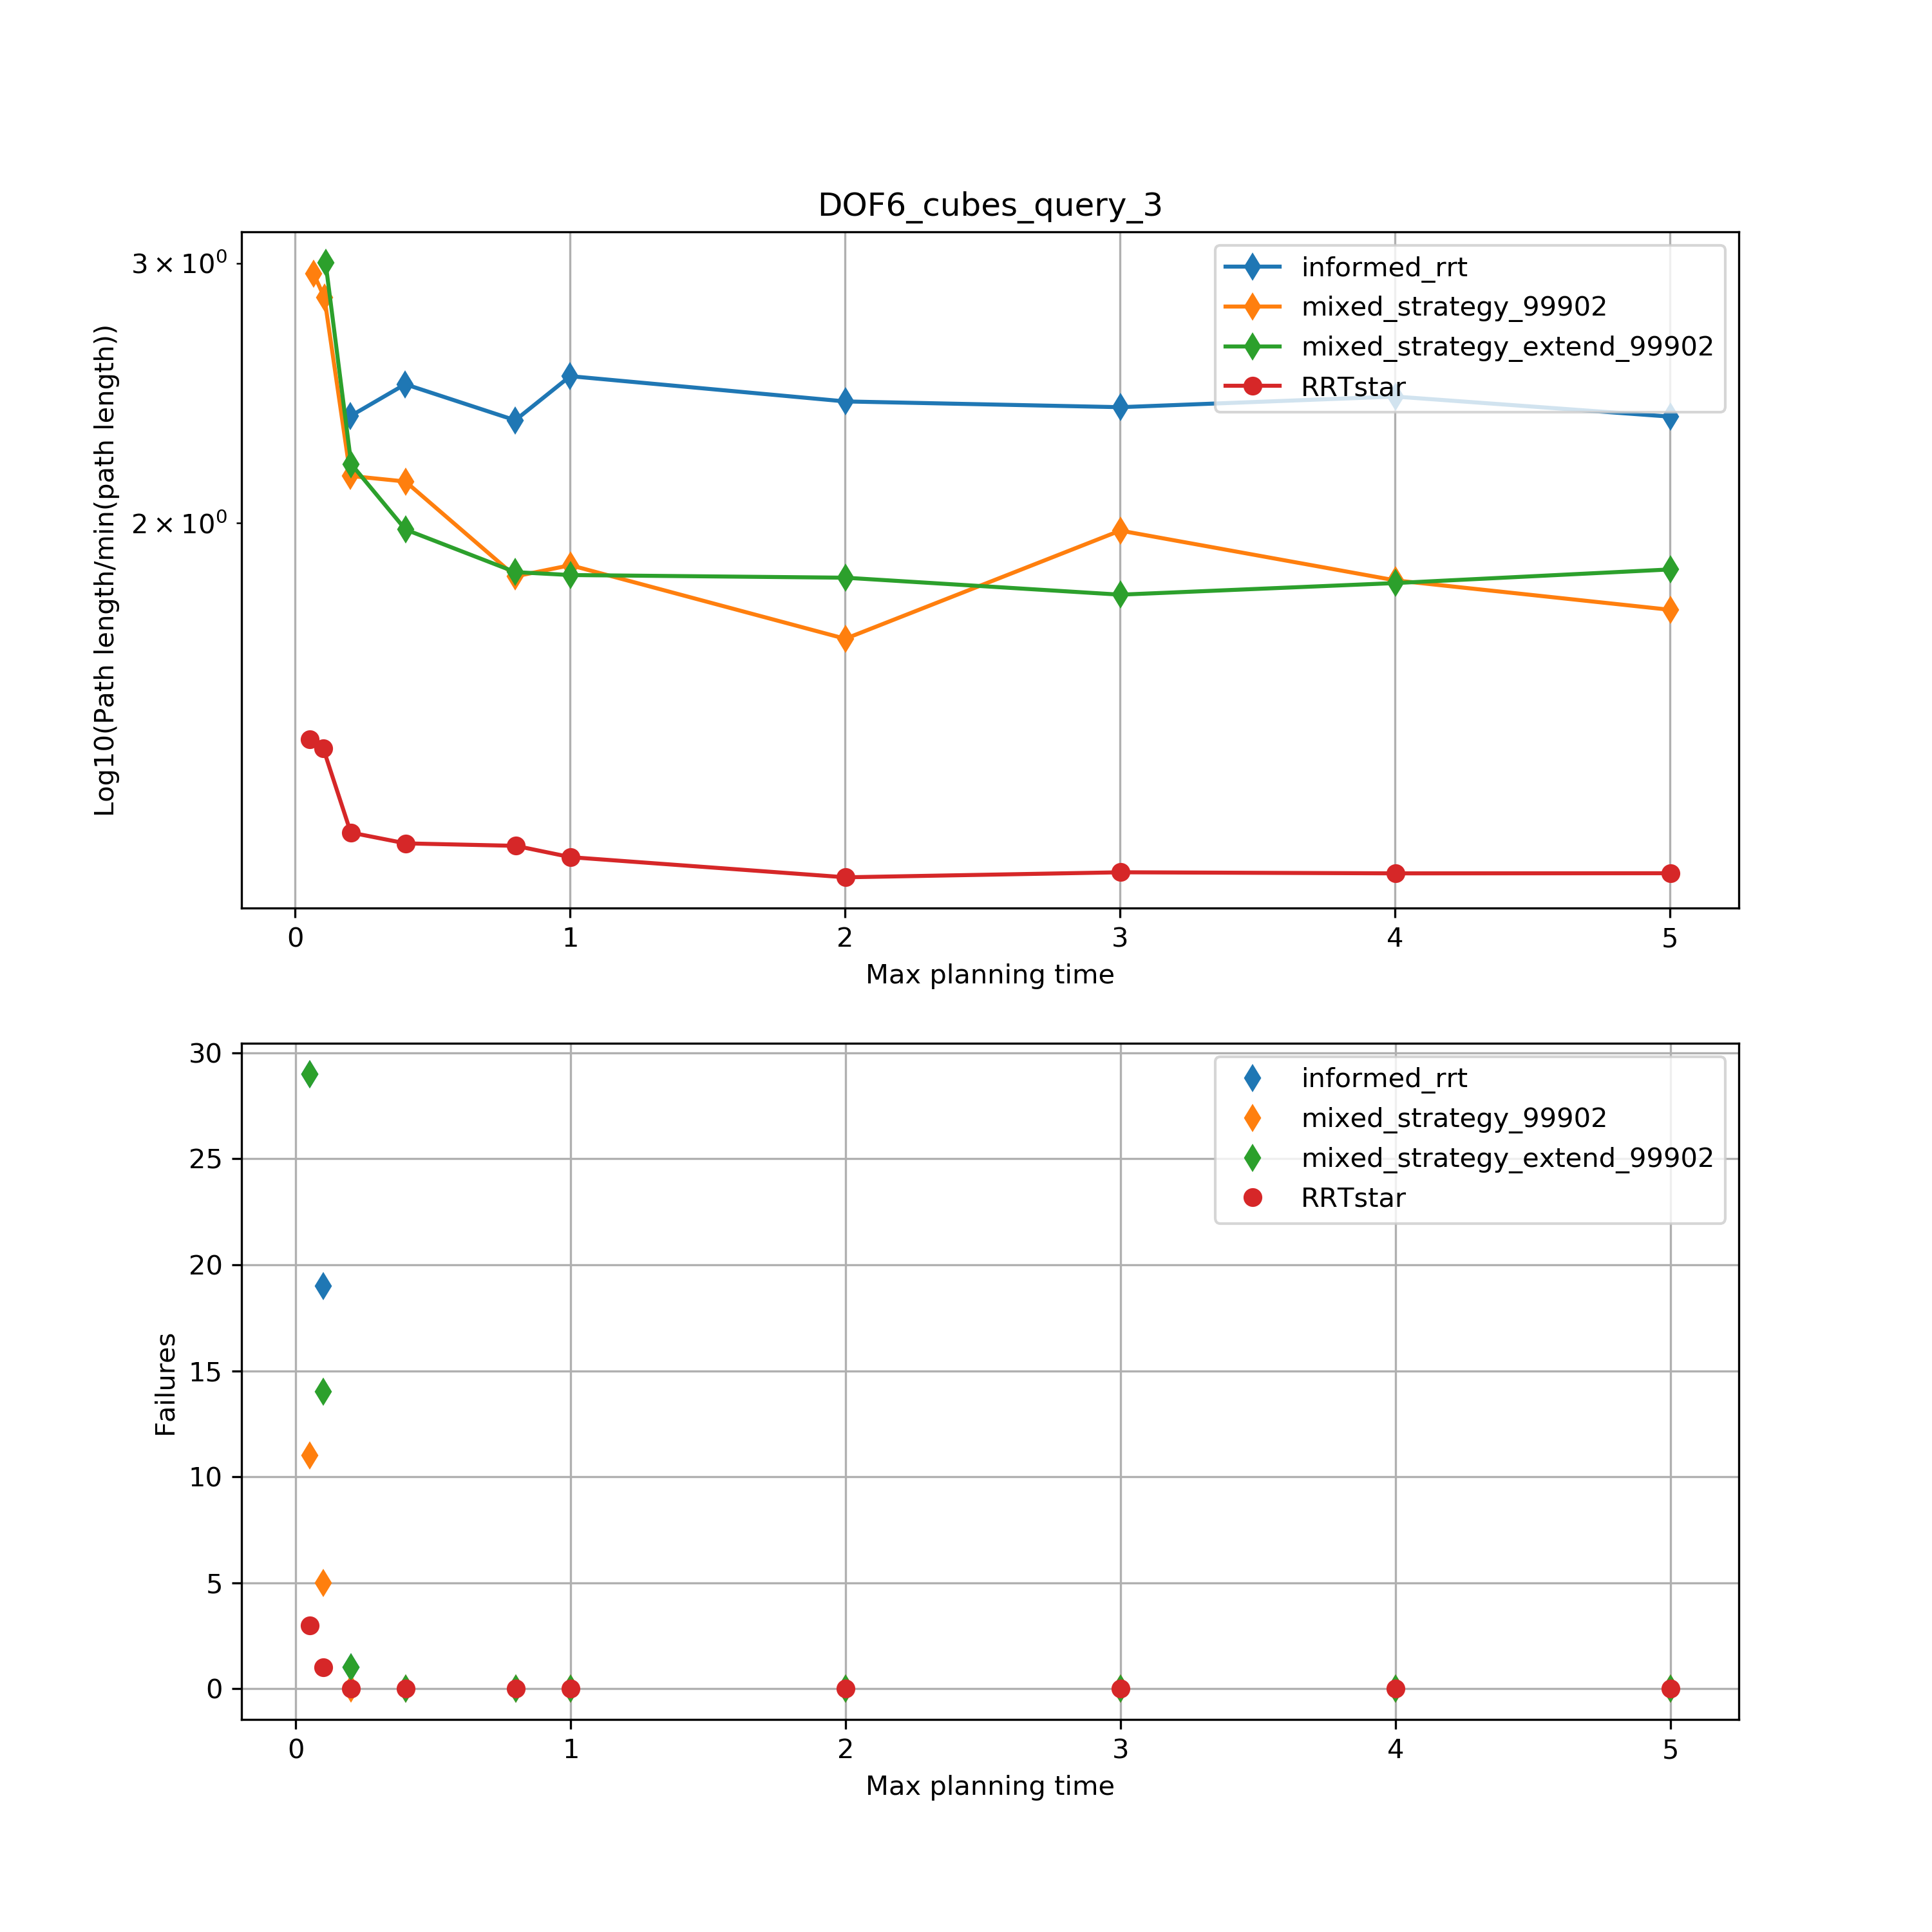 DOF6_cubes_query_3
3 × 10⁰
2 × 10⁰
Log10(Path length/min(path length))
informed_rrt
mixed_strategy_99902
mixed_strategy_extend_99902
RRTstar
0 1 2 3 4 5
Max planning time
30
25
20
15
10
5
0
Failures
informed_rrt
mixed_strategy_99902
mixed_strategy_extend_99902
RRTstar
0 1 2 3 4 5
Max planning time